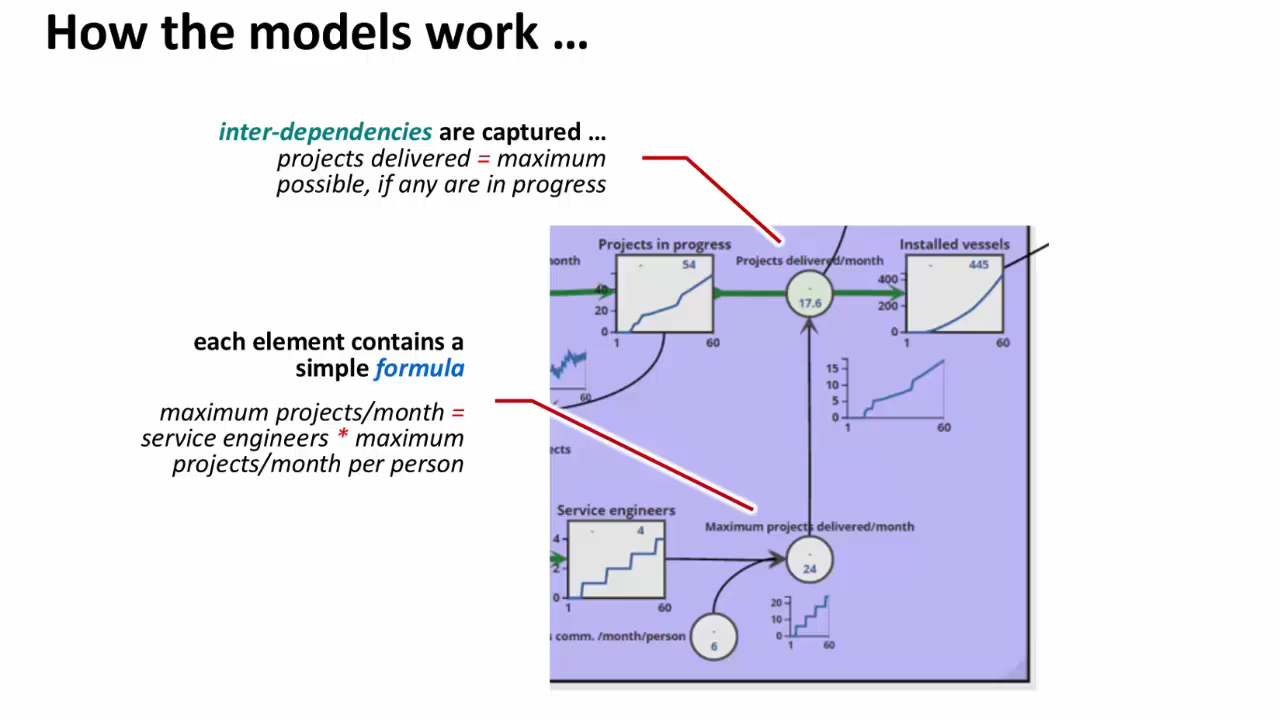 How the models work …
inter-dependencies are captured …
projects delivered = maximum
possible, if any are in progress
each element contains a
simple formula
maximum projects/month =
service engineers * maximum
projects/month per person
Projects in progress
Installed vessels
onth
Projects delivered/month
-
54
-
17.6
-
445
40
20
0
1
60
400
200
0
1
60
60
15
10
5
0
1
60
ects
Service engineers
-
4
4
2
0
1
60
Maximum projects delivered/month
-
24
20
10
0
1
60
s comm. /month/person
-
6